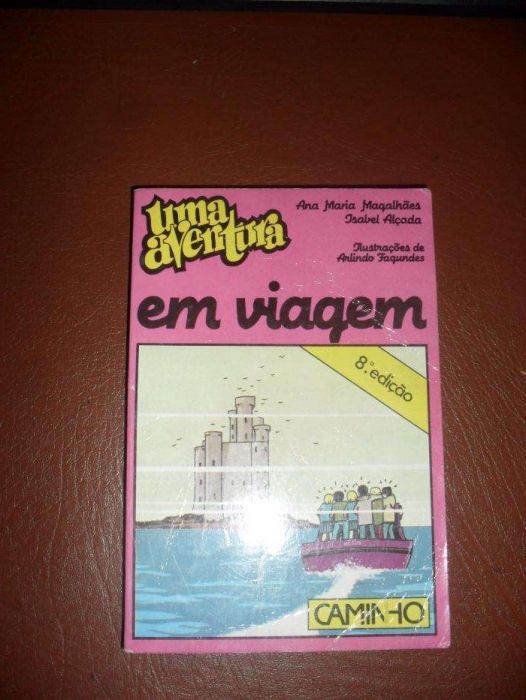 uma
aventura
Ana Maria Magalhães
Isabel Alçada
Ilustrações de
Arlindo Fagundes
em viagem
8.ª edição
CAMINHO